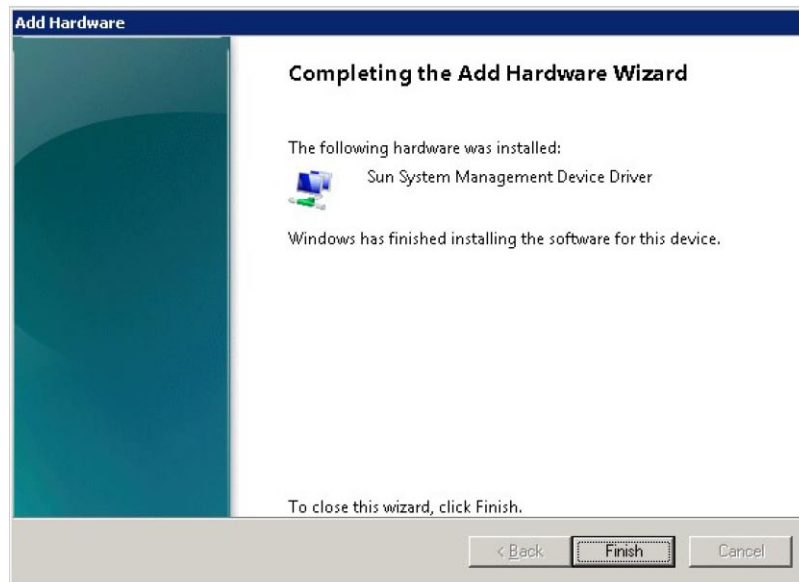 Add Hardware
Completing the Add Hardware Wizard
The following hardware was installed:
Sun System Management Device Driver
Windows has finished installing the software for this device.
To close this wizard, click Finish.
< Back Finish Cancel